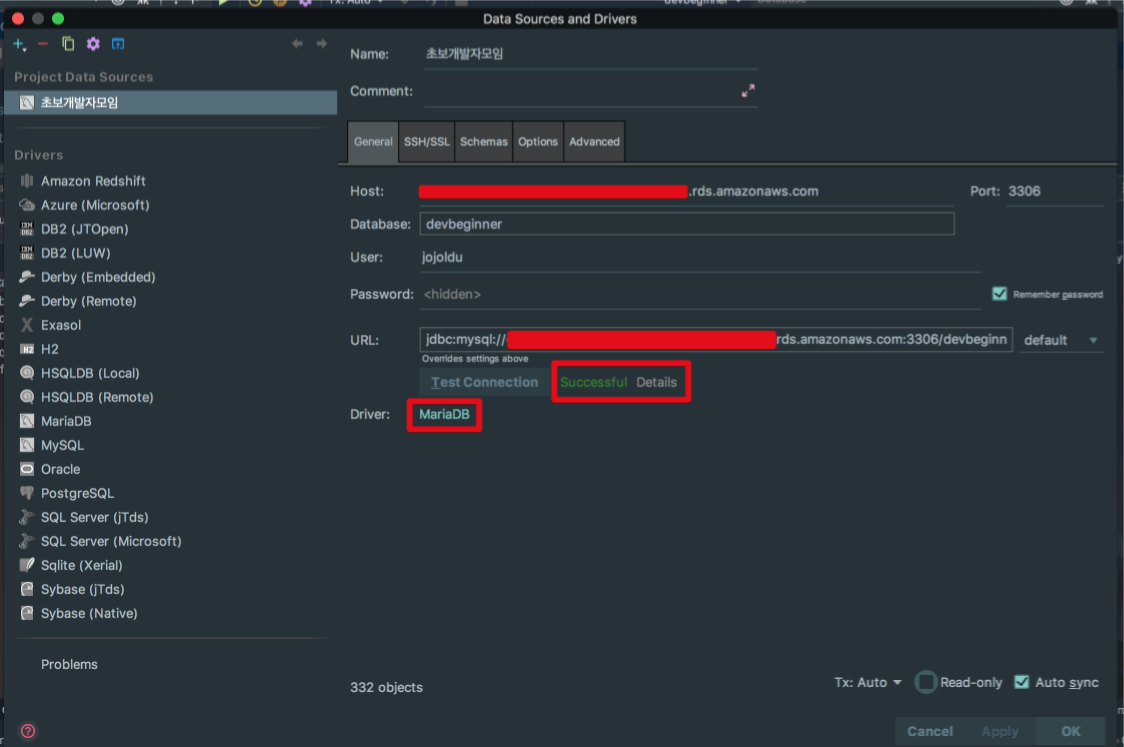 Data Sources and Drivers
Project Data Sources
초보개발자모임
Drivers
Amazon Redshift
Azure (Microsoft)
DB2 (JTOpen)
DB2 (LUW)
Derby (Embedded)
Derby (Remote)
Exasol
H2
HSQLDB (Local)
HSQLDB (Remote)
MariaDB
MySQL
Oracle
PostgreSQL
SQL Server (jTds)
SQL Server (Microsoft)
Sqlite (Xerial)
Sybase (jTds)
Sybase (Native)
Problems
Name: 초보개발자모임
Comment:
General SSH/SSL Schemas Options Advanced
Host: .rds.amazonaws.com Port: 3306
Database: devbeginner
User: jojoldu
Password: <hidden> Remember password
URL: jdbc:mysql:// rds.amazonaws.com:3306/devbeginn default
Overrides settings above
Test Connection Successful Details
Driver: MariaDB
332 objects
Tx: Auto Read-only Auto sync
Cancel Apply OK